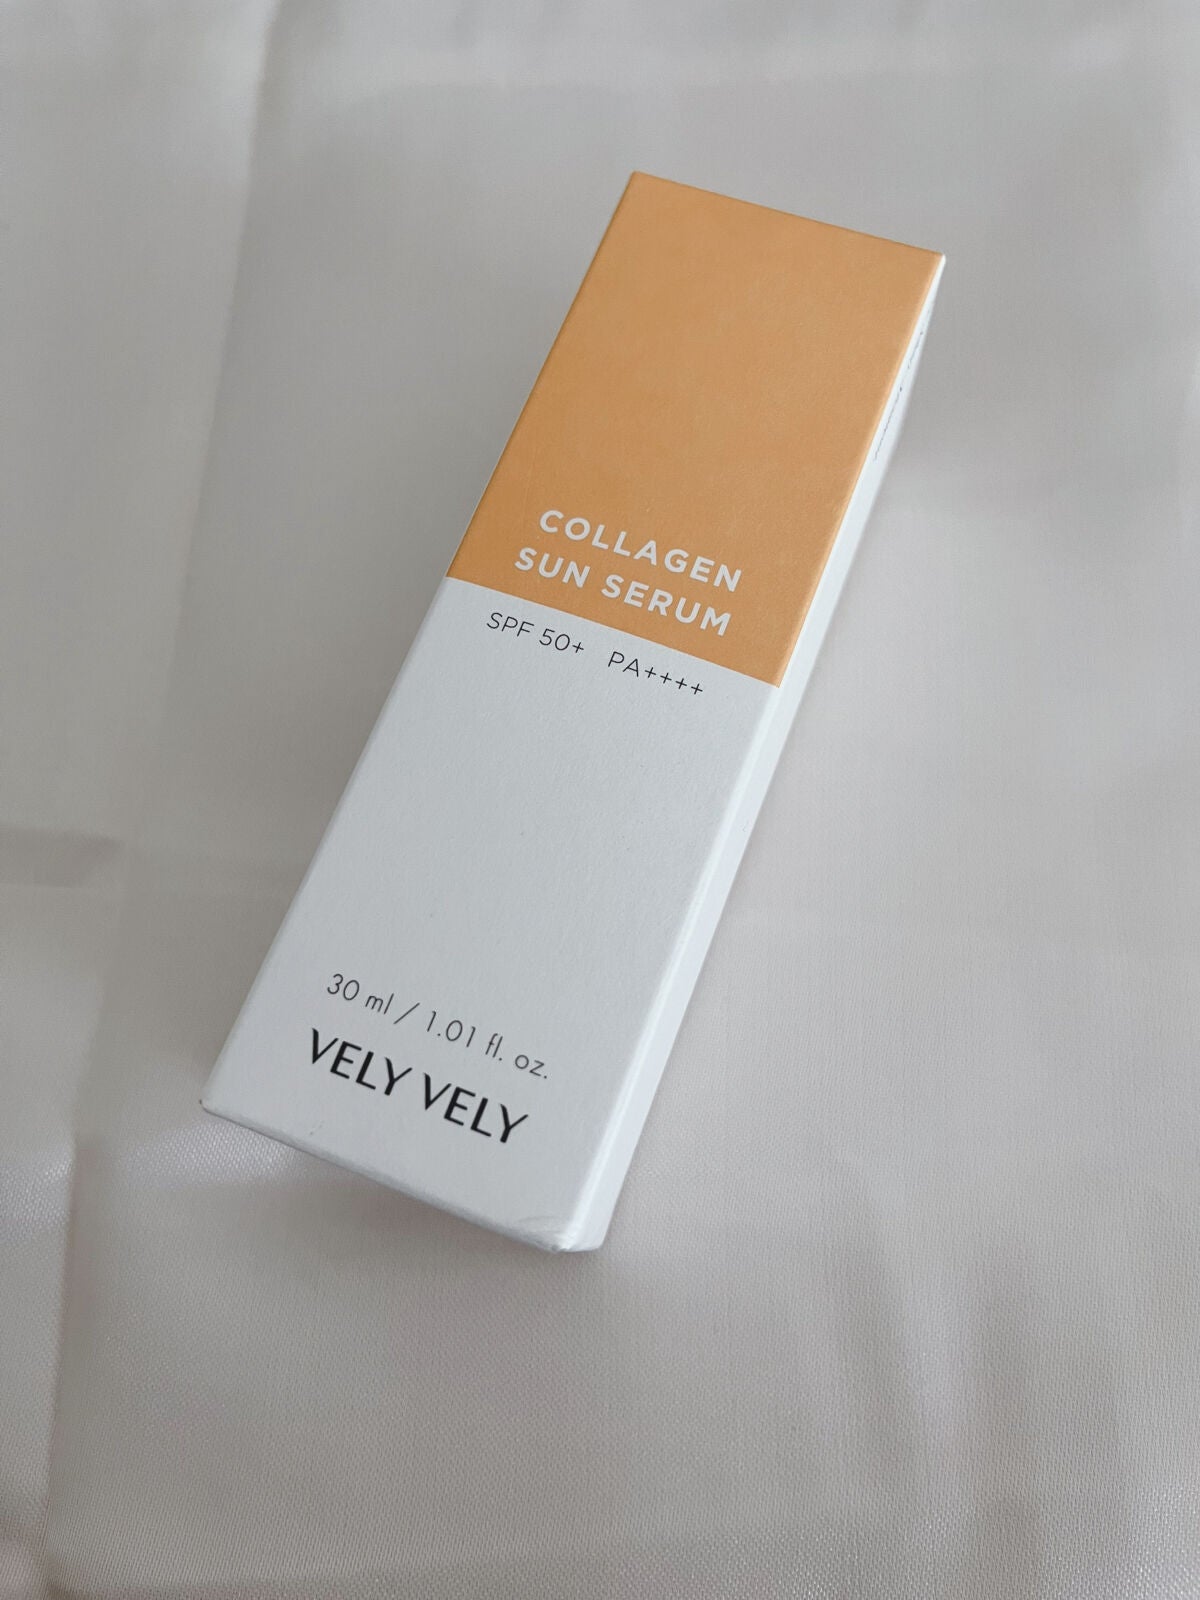 COLLAGEN
SUN SERUM
SPF 50+ PA++++
30 ml / 1.01 fl. oz.
VELY VELY